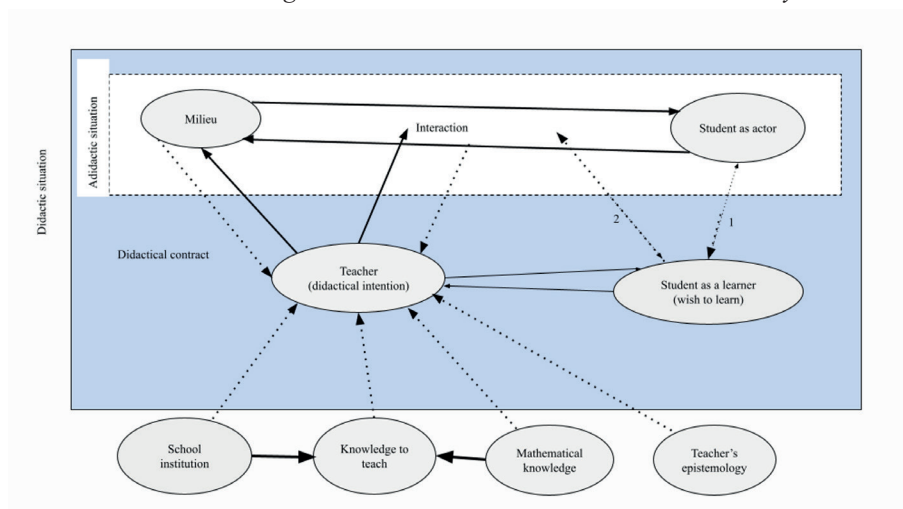 Didactic situation
Adidactic situation
Milieu
Interaction
Student as actor
2
1
Didactical contract
Teacher
(didactical intention)
Student as a learner
(wish to learn)
School
institution
Knowledge to
teach
Mathematical
knowledge
Teacher's
epistemology